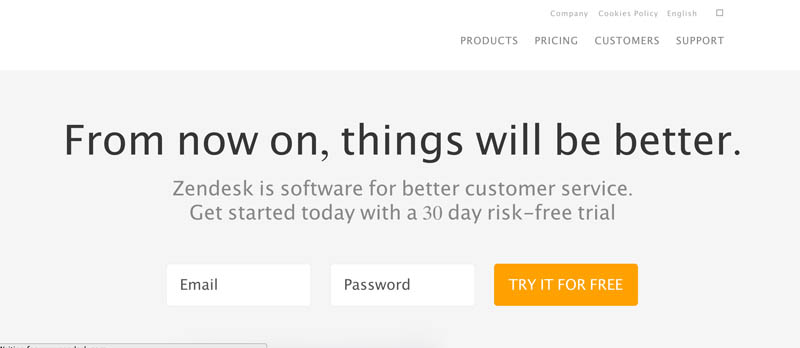 Company Cookies Policy English
PRODUCTS PRICING CUSTOMERS SUPPORT
From now on, things will be better.
Zendesk is software for better customer service.
Get started today with a 30 day risk-free trial
Email Password TRY IT FOR FREE